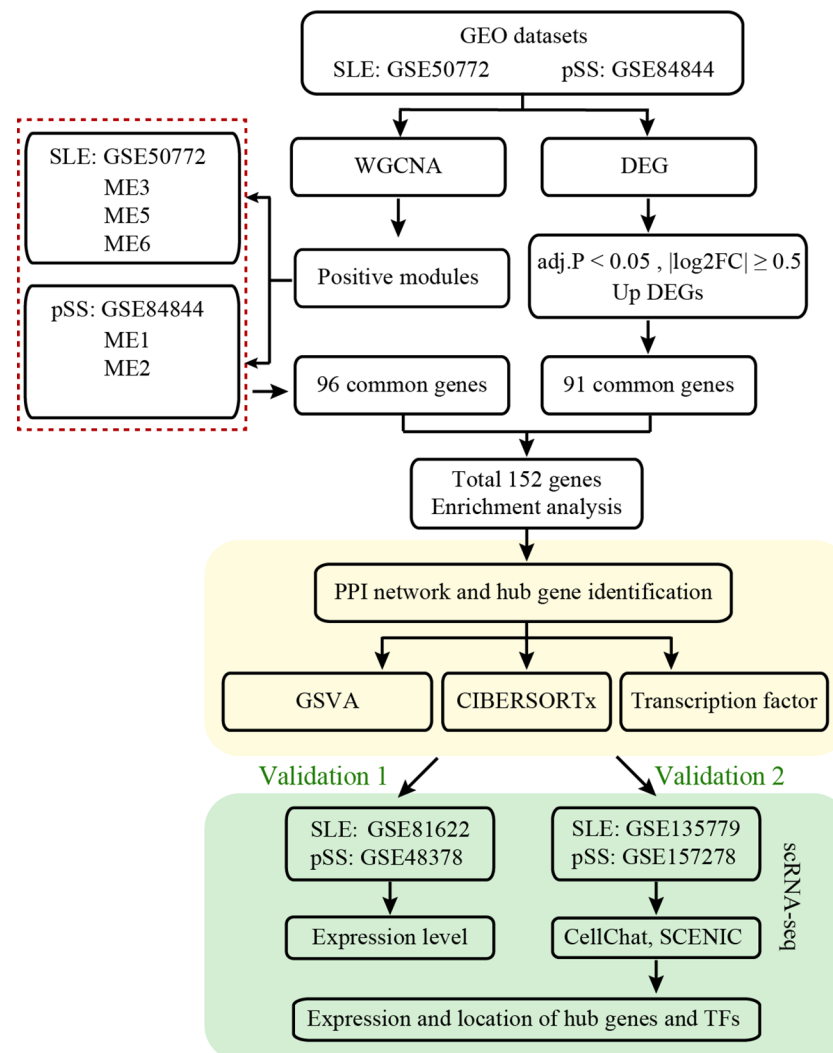 GEO datasets
SLE: GSE50772 pSS: GSE84844
WGCNA
DEG
SLE: GSE50772
ME3
ME5
ME6
Positive modules
adj.P < 0.05 , |log2FC| ≥ 0.5
Up DEGs
pSS: GSE84844
ME1
ME2
96 common genes
91 common genes
Total 152 genes
Enrichment analysis
PPI network and hub gene identification
GSVA
CIBERSORTx
Transcription factor
Validation 1
Validation 2
SLE: GSE81622
pSS: GSE48378
SLE: GSE135779
pSS: GSE157278
scRNA-seq
Expression level
CellChat, SCENIC
Expression and location of hub genes and TFs